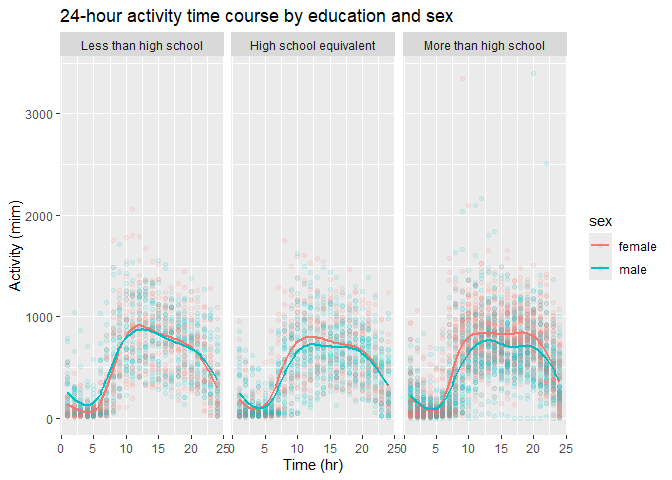 24-hour activity time course by education and sex
Less than high school High school equivalent More than high school
3000
2000
1000
0
0 5 10 15 20 25 0 5 10 15 20 25 0 5 10 15 20 25
Time (hr)
Activity (mim)
sex
female
male